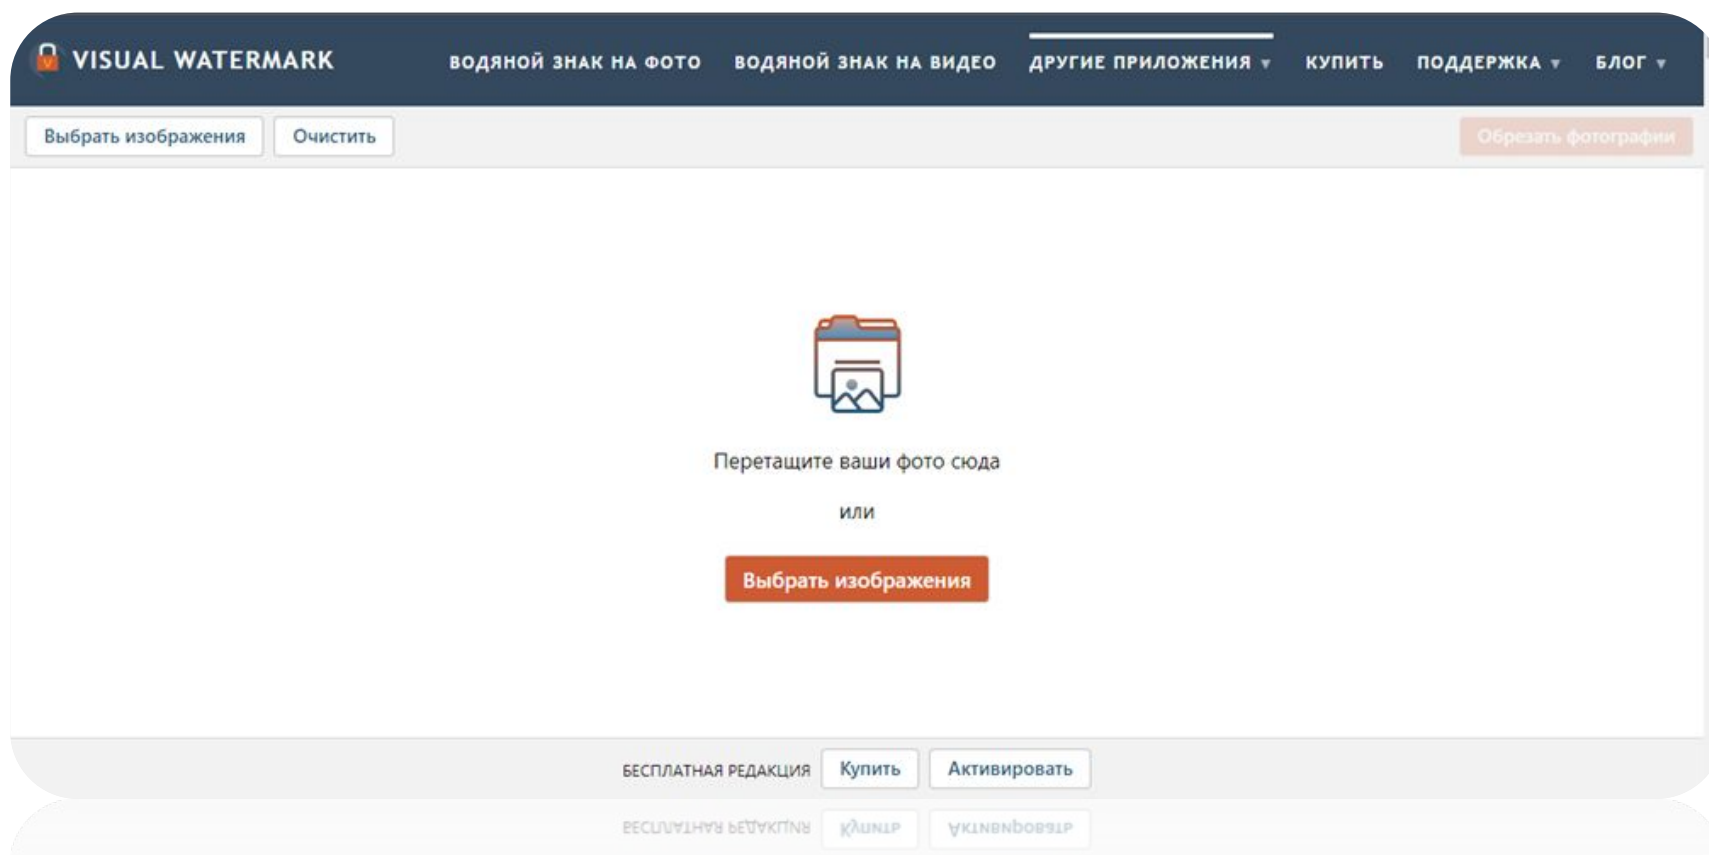 VISUAL WATERMARK ВОДЯНОЙ ЗНАК НА ФОТО ВОДЯНОЙ ЗНАК НА ВИДЕО ДРУГИЕ ПРИЛОЖЕНИЯ КУПИТЬ ПОДДЕРЖКА БЛОГ
Выбрать изображения Очистить Обрезать фотографии
Перетащите ваши фото сюда
или
Выбрать изображения
БЕСПЛАТНАЯ РЕДАКЦИЯ Купить Активировать